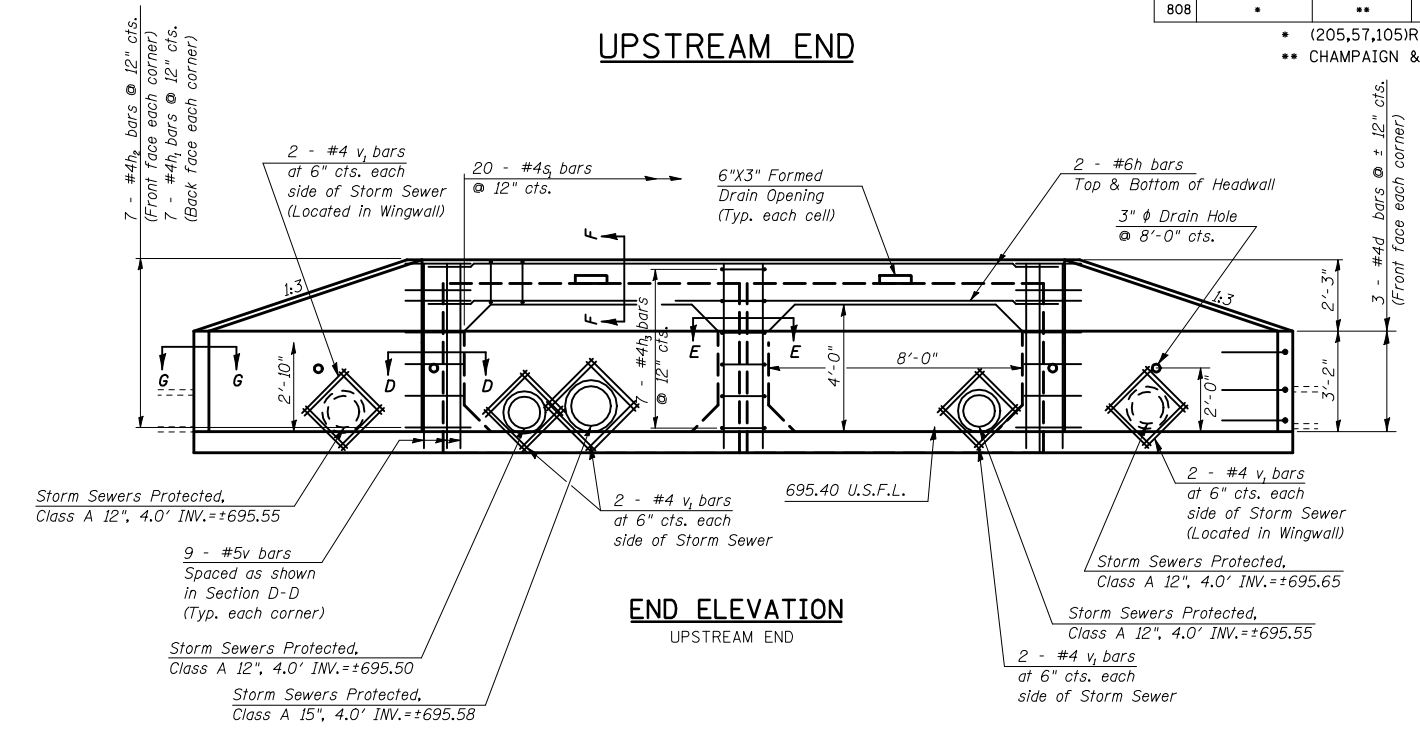 808 * **
* (205,57,105)R
** CHAMPAIGN &
UPSTREAM END
7 - #4h₂ bars @ 12" cts.
(Front face each corner)
7 - #4h₁ bars @ 12" cts.
(Back face each corner)
2 - #4 v₁ bars
at 6" cts. each
side of Storm Sewer
(Located in Wingwall)
20 - #4s₁ bars
@ 12" cts.
6"X3" Formed
Drain Opening
(Typ. each cell)
2 - #6h bars
Top & Bottom of Headwall
3" ϕ Drain Hole
@ 8'-0" cts.
3 - #4d bars @ ± 12" cts.
(Front face each corner)
F
F
1:3
1:3
2'-3"
7 - #4h₃ bars
@ 12" cts.
E
E
G
G
D
D
2'-10"
4'-0"
8'-0"
2'-0"
3'-2"
Storm Sewers Protected,
Class A 12", 4.0' INV.=±695.55
2 - #4 v₁ bars
at 6" cts. each
side of Storm Sewer
695.40 U.S.F.L.
2 - #4 v₁ bars
at 6" cts. each
side of Storm Sewer
(Located in Wingwall)
9 - #5v bars
Spaced as shown
in Section D-D
(Typ. each corner)
Storm Sewers Protected,
Class A 12", 4.0' INV.=±695.65
END ELEVATION
UPSTREAM END
Storm Sewers Protected,
Class A 12", 4.0' INV.=±695.55
Storm Sewers Protected,
Class A 12", 4.0' INV.=±695.50
2 - #4 v₁ bars
at 6" cts. each
side of Storm Sewer
Storm Sewers Protected,
Class A 15", 4.0' INV.=±695.58